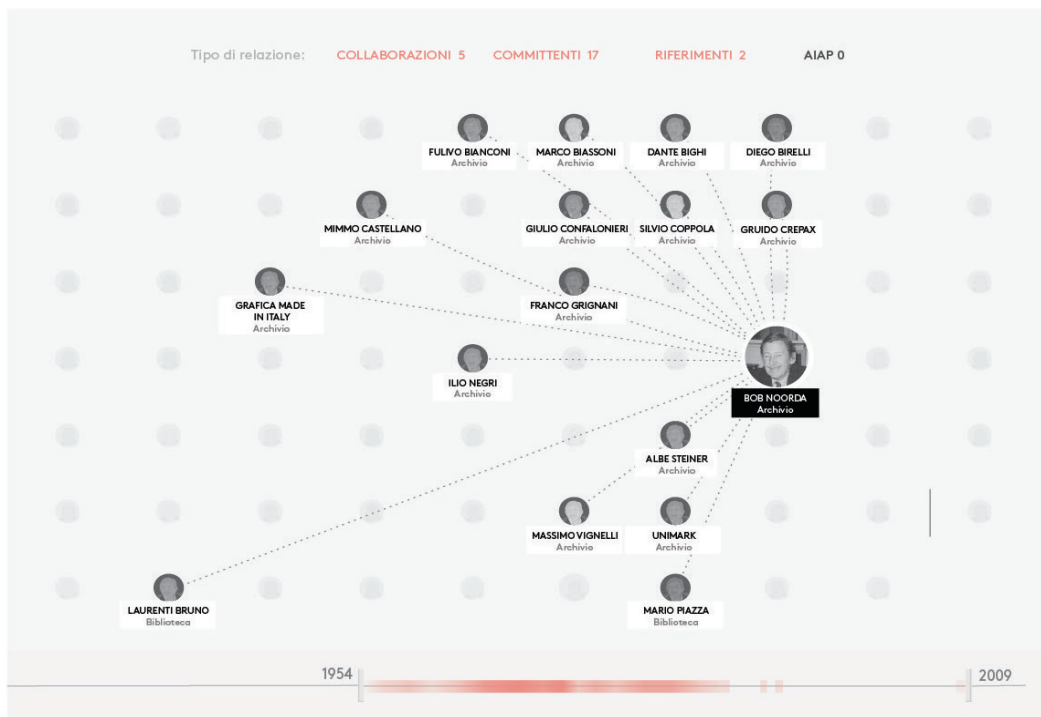 Tipo di relazione: COLLABORAZIONI 5 COMMITTENTI 17 RIFERIMENTI 2 AIAP 0
FULIVO BIANCONI
Archivio
MARCO BIASSONI
Archivio
DANTE BIGHI
Archivio
DIEGO BIRELLI
Archivio
MIMMO CASTELLANO
Archivio
GIULIO CONFALONIERI
Archivio
SILVIO COPPOLA
Archivio
GRUIDO CREPAX
Archivio
GRAFICA MADE
IN ITALY
Archivio
FRANCO GRIGNANI
Archivio
ILIO NEGRI
Archivio
BOB NOORDA
Archivio
ALBE STEINER
Archivio
MASSIMO VIGNELLI
Archivio
UNIMARK
Archivio
LAURENTI BRUNO
Biblioteca
MARIO PIAZZA
Biblioteca
1954
2009